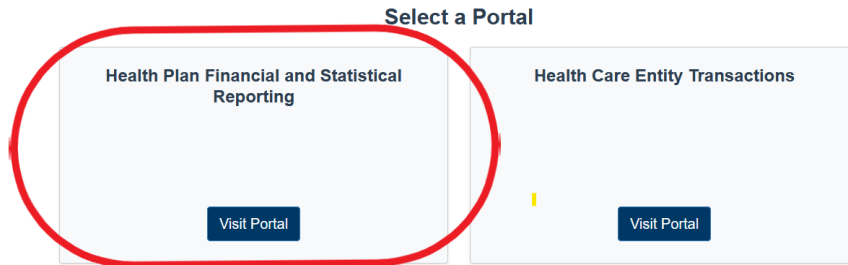 Select a Portal
Health Plan Financial and Statistical
Reporting
Visit Portal
Health Care Entity Transactions
Visit Portal